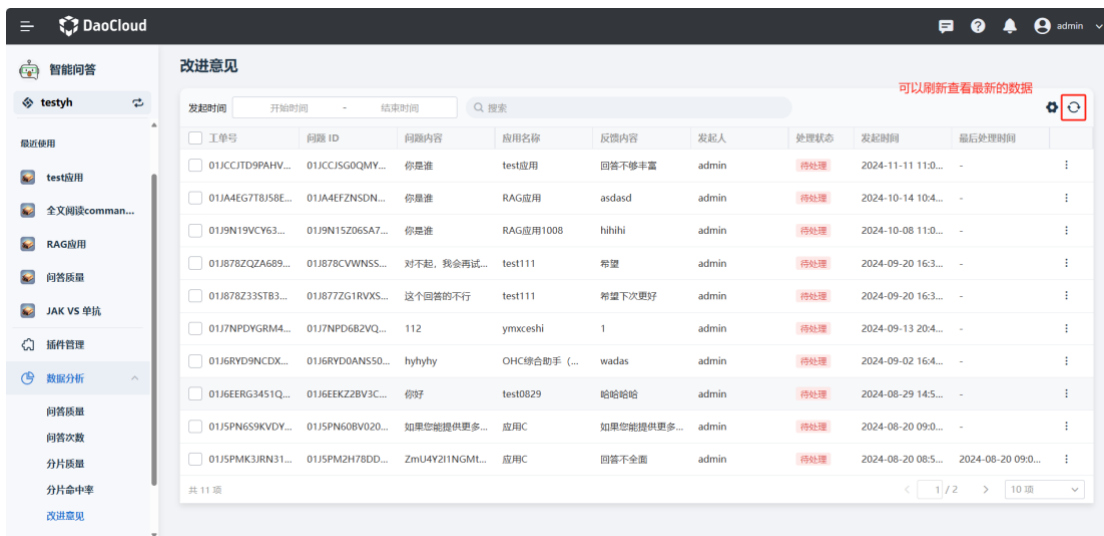 DaoCloud
admin
智能问答
testyh
最近使用
test应用
全文阅读comman...
RAG应用
问答质量
JAK VS 单抗
插件管理
数据分析
问答质量
问答次数
分片质量
分片命中率
改进意见
改进意见
可以刷新查看最新的数据
发起时间 开始时间 - 结束时间 搜索
工单号 问题 ID 问题内容 应用名称 反馈内容 发起人 处理状态 发起时间 最后处理时间
01JCCJTD9PAHV... 01JCCJSG0QMY... 你是谁 test应用 回答不够丰富 admin 待处理 2024-11-11 11:0... -
01JA4EG7T8J58E... 01JA4EFZNSDN... 你是谁 RAG应用 asdasd admin 待处理 2024-10-14 10:4... -
01J9N19VCY63... 01J9N15Z06SA7... 你是谁 RAG应用1008 hihihi admin 待处理 2024-10-08 11:0... -
01J878ZQZA689... 01J878CVWNSS... 对不起，我会再试... test111 希望 admin 待处理 2024-09-20 16:3... -
01J878Z33STB3... 01J877ZG1RVXS... 这个回答的不行 test111 希望下次更好 admin 待处理 2024-09-20 16:3... -
01J7NPDYGRM4... 01J7NPD6B2VQ... 112 ymxceshi 1 admin 待处理 2024-09-13 20:4... -
01J6RYD9NCDX... 01J6RYD0ANS50... hyhyhy OHC综合助手（... wadas admin 待处理 2024-09-02 16:4... -
01J6EERG3451Q... 01J6EEKZ2BV3C... 你好 test0829 哈哈哈哈 admin 待处理 2024-08-29 14:5... -
01J5PN6S9KVDY... 01J5PN60BV020... 如果您能提供更多... 应用C 如果您能提供更多... admin 待处理 2024-08-20 09:0... -
01J5PMK3JRN31... 01J5PM2H78DD... ZmU4Y2I1NGMt... 应用C 回答不全面 admin 待处理 2024-08-20 08:5... 2024-08-20 09:0...
共 11 项 1 / 2 10 项